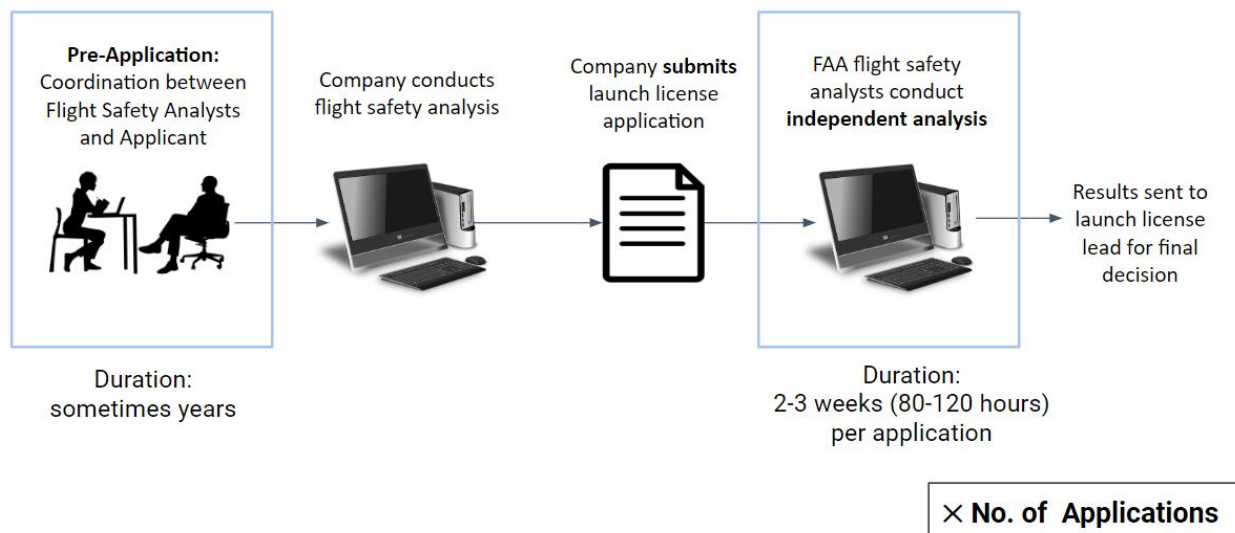 Pre-Application:
Coordination between
Flight Safety Analysts
and Applicant
Company conducts
flight safety analysis
Company submits
launch license
application
FAA flight safety
analysts conduct
independent analysis
Results sent to
launch license
lead for final
decision
Duration:
sometimes years
Duration:
2-3 weeks (80-120 hours)
per application
× No. of Applications